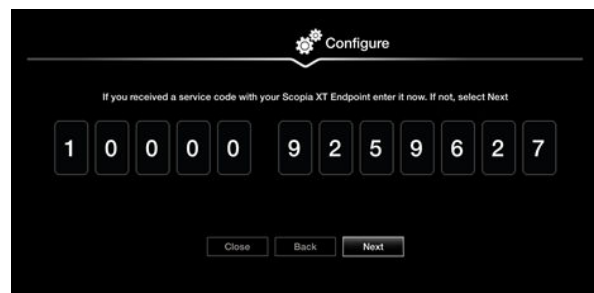 Configure
If you received a service code with your Scopia XT Endpoint enter it now. If not, select Next
1 0 0 0 0 9 2 5 9 6 2 7
Close Back Next